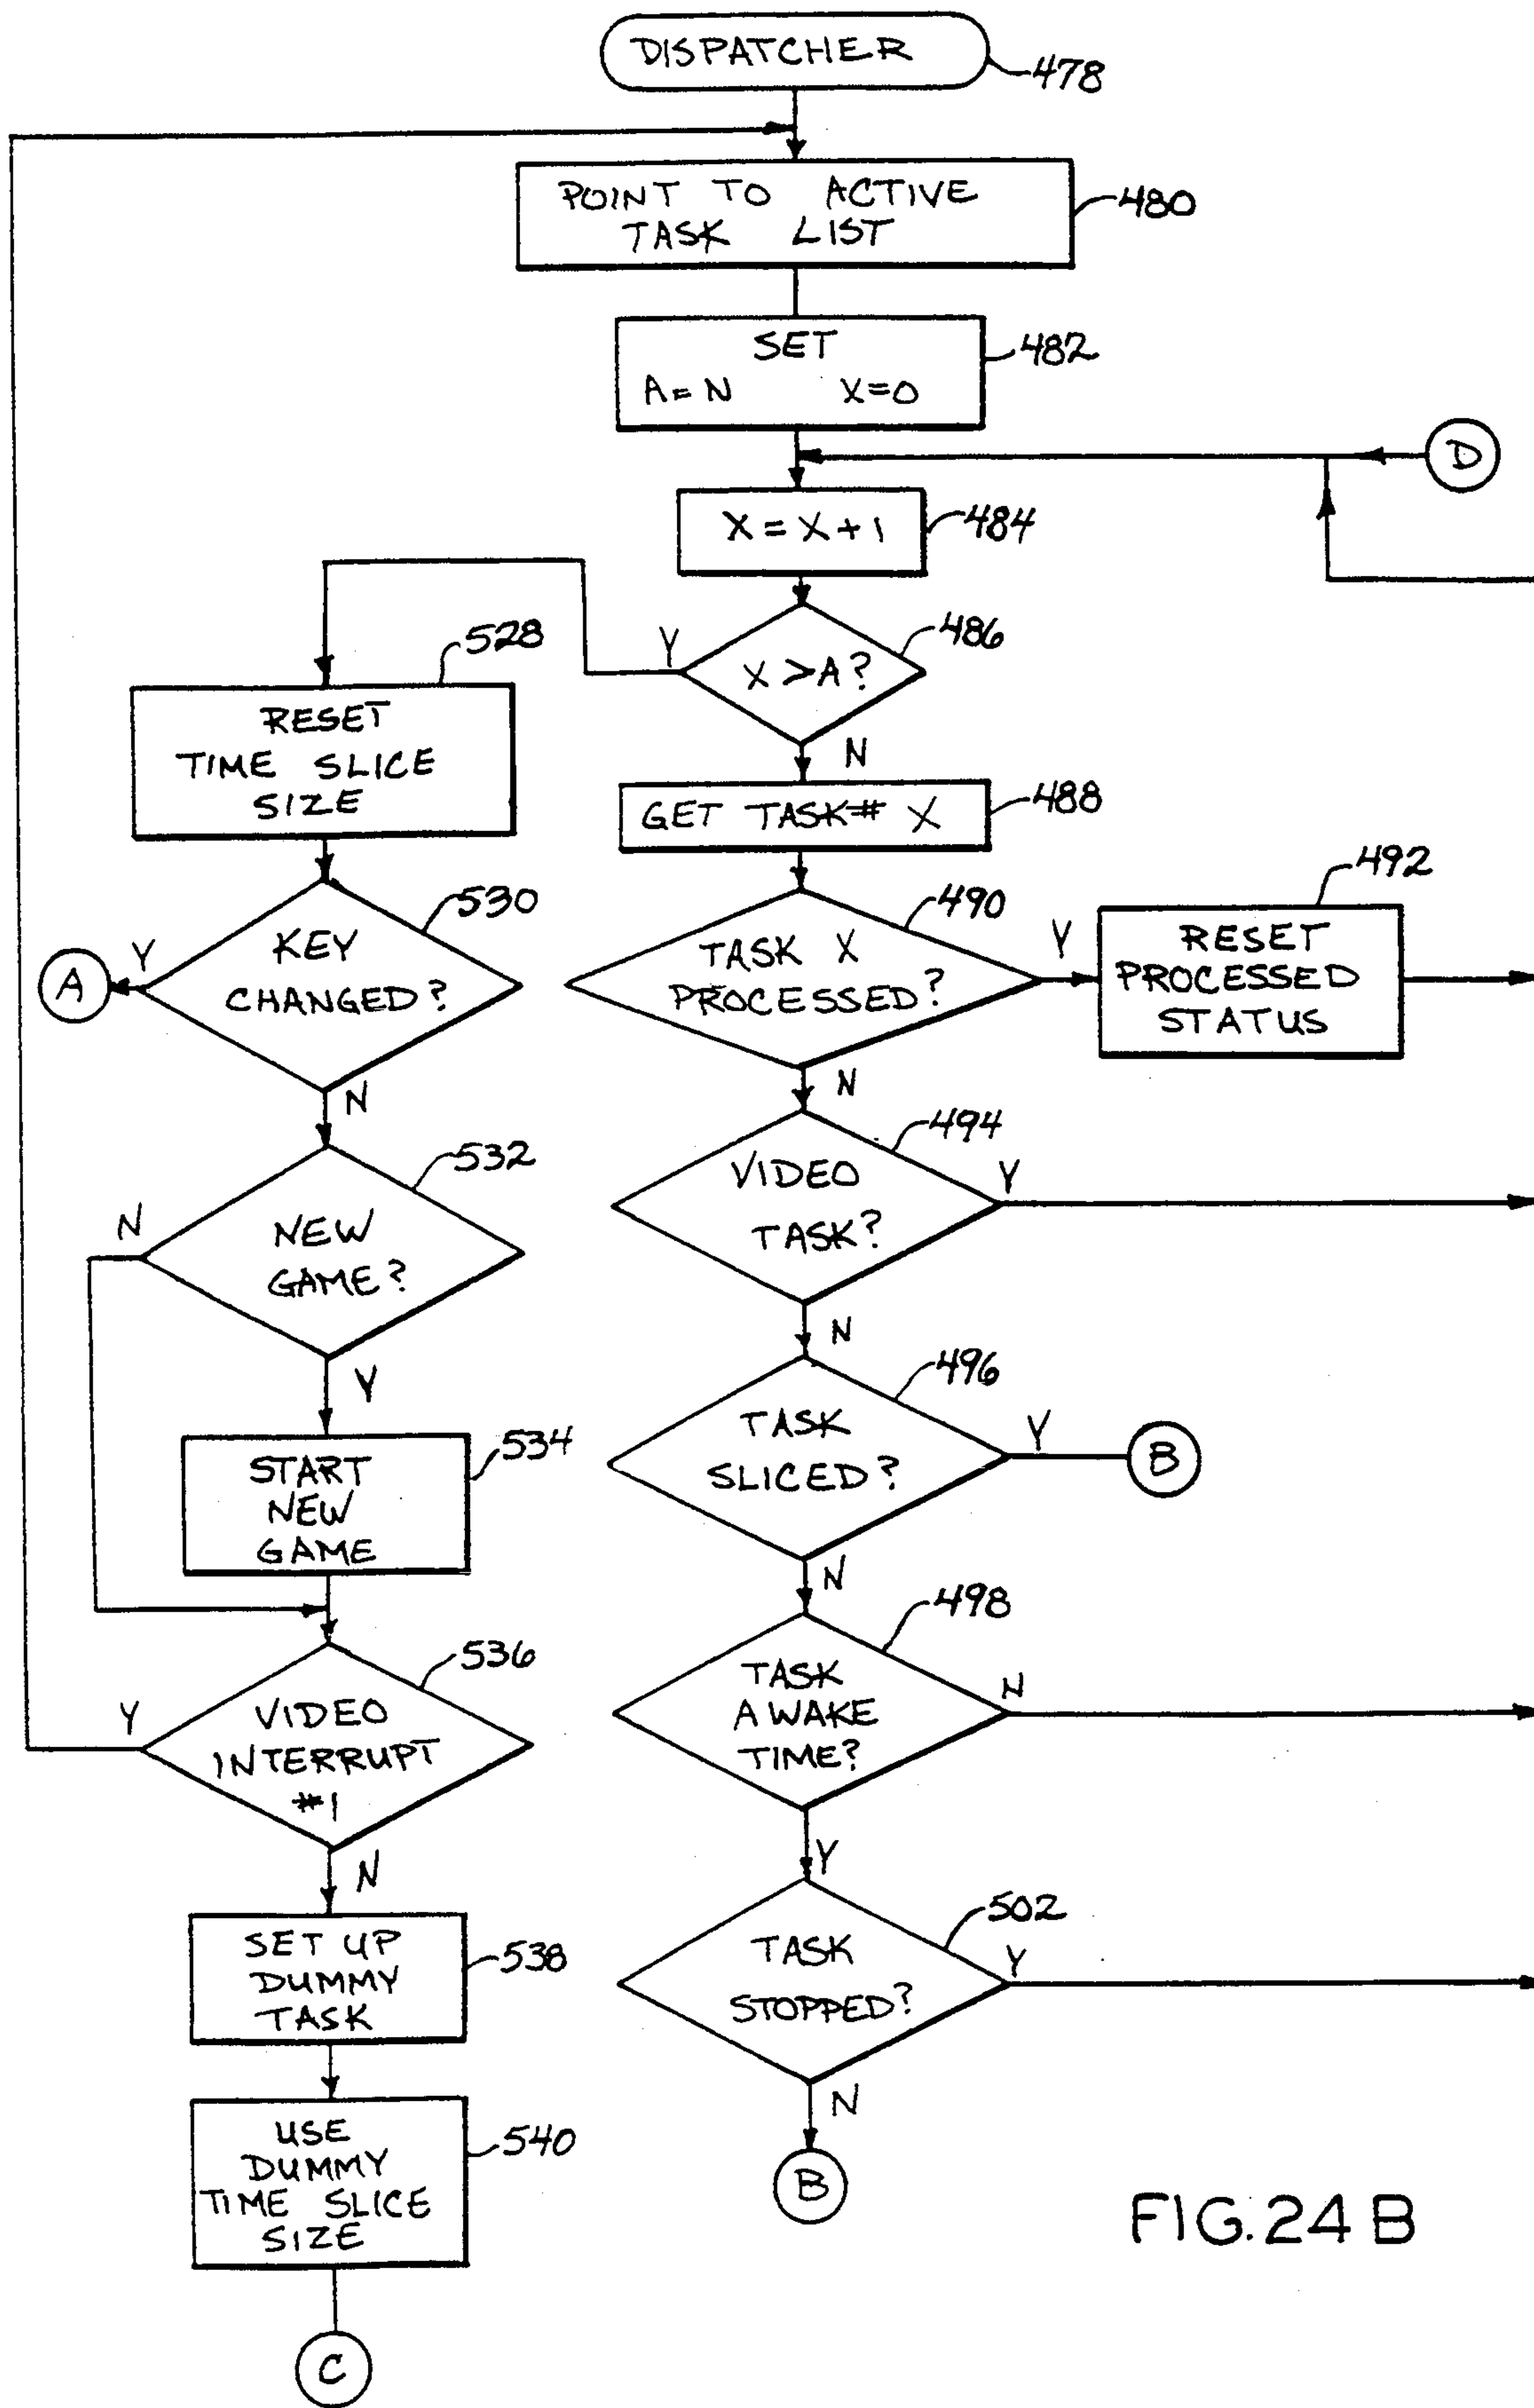 DISPATCHER
478
POINT TO ACTIVE
TASK LIST
480
SET
A=N X=0
482
D
X=X+1
484
X>A?
486
Y
N
528
RESET
TIME SLICE
SIZE
GET TASK# X
488
KEY
CHANGED?
530
Y
A
N
TASK X
PROCESSED?
490
Y
N
492
RESET
PROCESSED
STATUS
NEW
GAME?
532
N
Y
VIDEO
TASK?
494
Y
N
START
NEW
GAME
534
TASK
SLICED?
496
Y
B
N
VIDEO
INTERRUPT
#1
536
Y
N
TASK
AWAKE
TIME?
498
N
Y
SET UP
DUMMY
TASK
538
TASK
STOPPED?
502
Y
N
B
USE
DUMMY
TIME SLICE
SIZE
540
C
FIG. 24 B